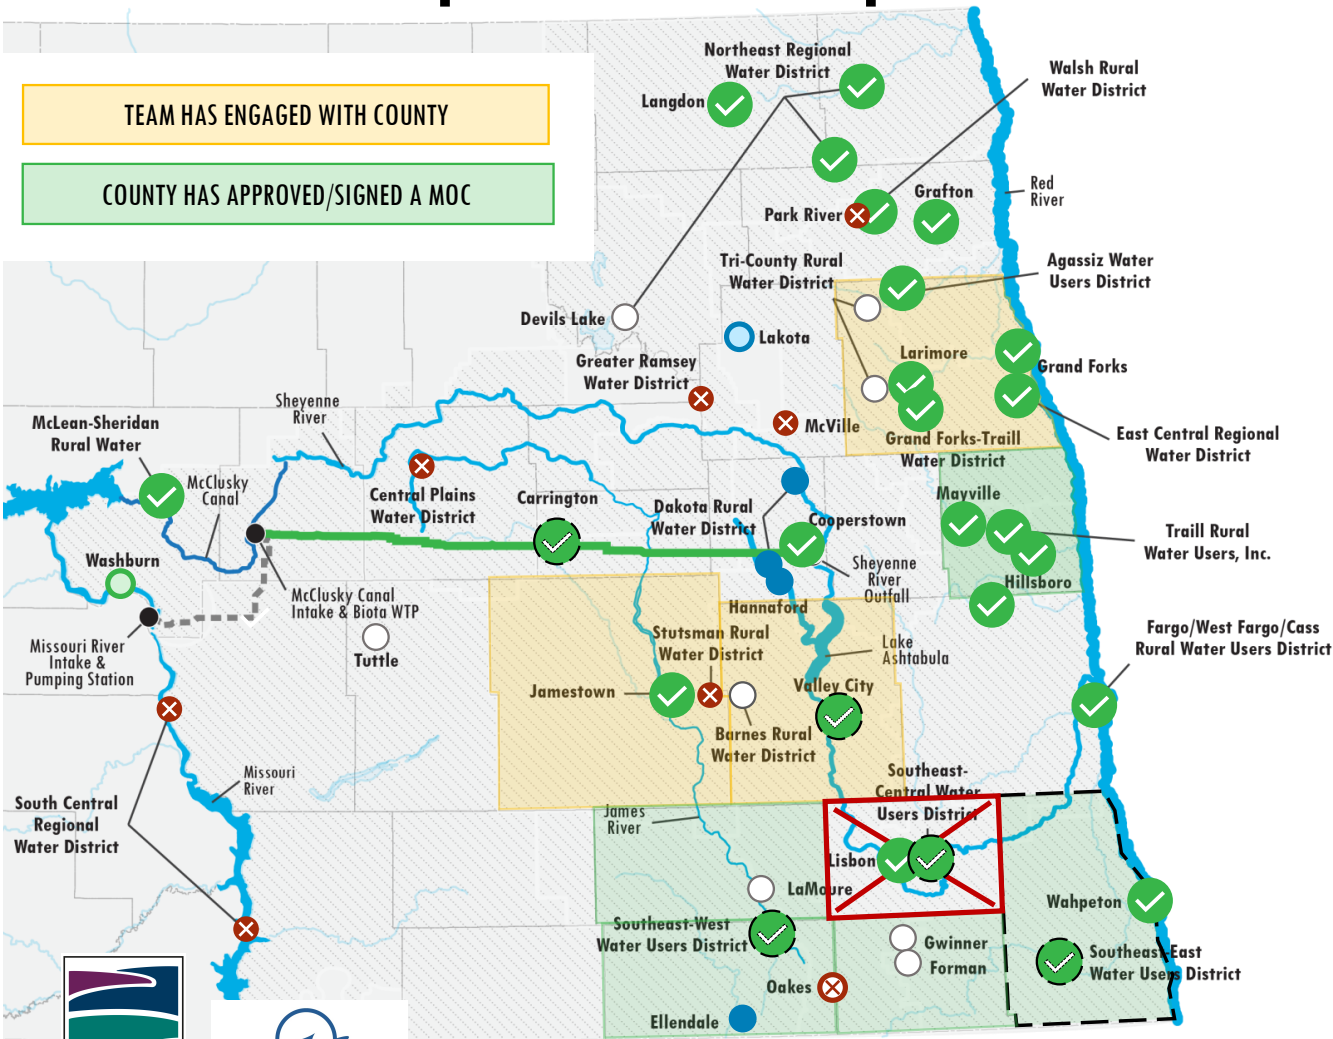 TEAM HAS ENGAGED WITH COUNTY
COUNTY HAS APPROVED/SIGNED A MOC
Northeast Regional
Water District
Langdon
Walsh Rural
Water District
Park River
Grafton
Red
River
Tri-County Rural
Water District
Agassiz Water
Users District
Devils Lake
Lakota
Greater Ramsey
Water District
Larimore
Grand Forks
McVille
Grand Forks-Traill
Water District
East Central Regional
Water District
Sheyenne
River
McLean-Sheridan
Rural Water
McClusky
Canal
Central Plains
Water District
Carrington
Dakota Rural
Water District
Cooperstown
Mayville
Traill Rural
Water Users, Inc.
Hillsboro
Washburn
McClusky Canal
Intake & Biota WTP
Sheyenne
River
Outfall
Hannaford
Missouri River
Intake &
Pumping Station
Tuttle
Stutsman Rural
Water District
Lake
Ashtabula
Fargo/West Fargo/Cass
Rural Water Users District
Jamestown
Valley City
Barnes Rural
Water District
Missouri
River
South Central
Regional
Water District
James
River
Southeast-
Central Water
Users District
Lisbon
LaMoure
Wahpeton
Southeast-West
Water Users District
Gwinner
Forman
Southeast-East
Water Users District
Oakes
Ellendale